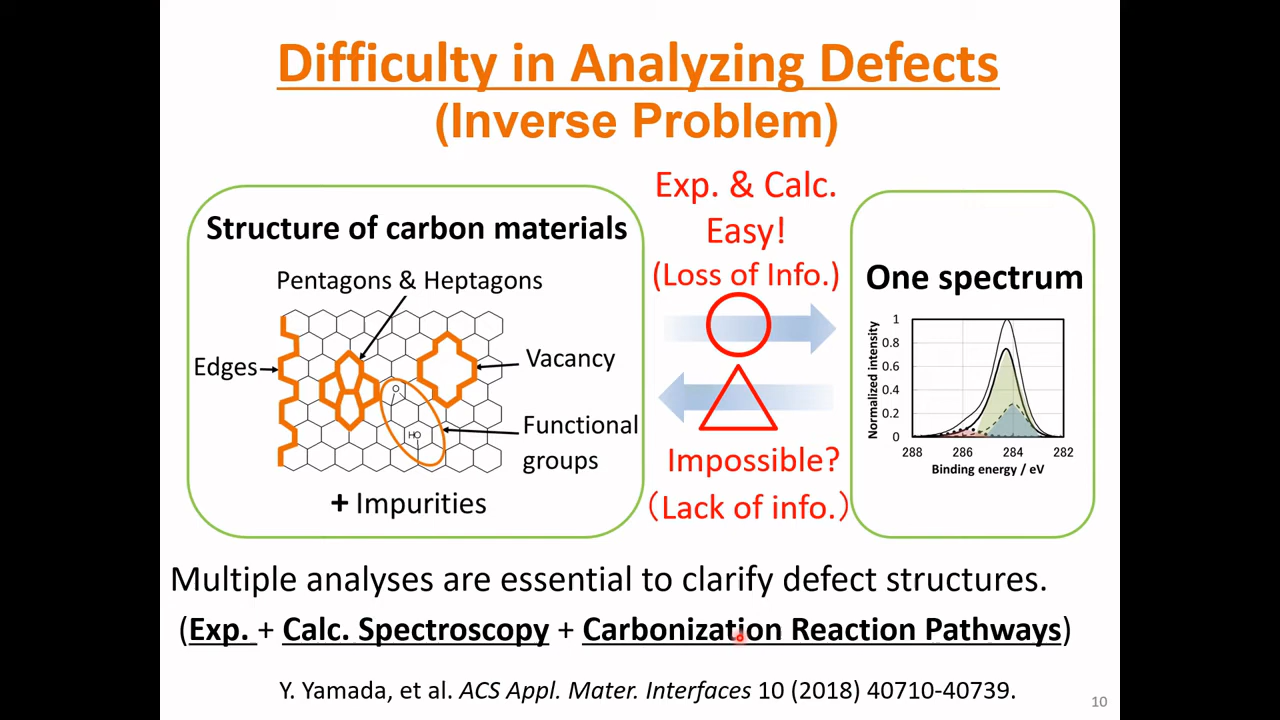 Difficulty in Analyzing Defects
(Inverse Problem)
Structure of carbon materials
Pentagons & Heptagons
Edges
Vacancy
O
HO
Functional
groups
+ Impurities
Exp. & Calc.
Easy!
(Loss of Info.)
Impossible?
（Lack of info.）
One spectrum
Normalized intensity
1
0.8
0.6
0.4
0.2
0
288 286 284 282
Binding energy / eV
Multiple analyses are essential to clarify defect structures.
(Exp. + Calc. Spectroscopy + Carbonization Reaction Pathways)
Y. Yamada, et al. ACS Appl. Mater. Interfaces 10 (2018) 40710-40739.
10